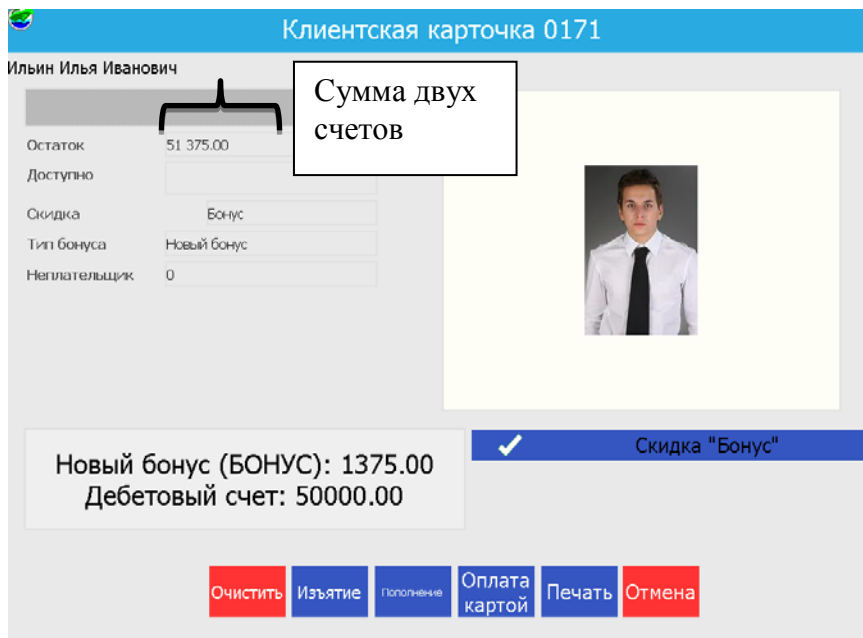 Клиентская карточка 0171
Ильин Илья Иванович
Сумма двух
счетов
Остаток 51 375.00
Доступно
Скидка Бонус
Тип бонуса Новый бонус
Неплательщик 0
Новый бонус (БОНУС): 1375.00
Дебетовый счет: 50000.00
Скидка "Бонус"
Очистить Изъятие Пополнение Оплата картой Печать Отмена